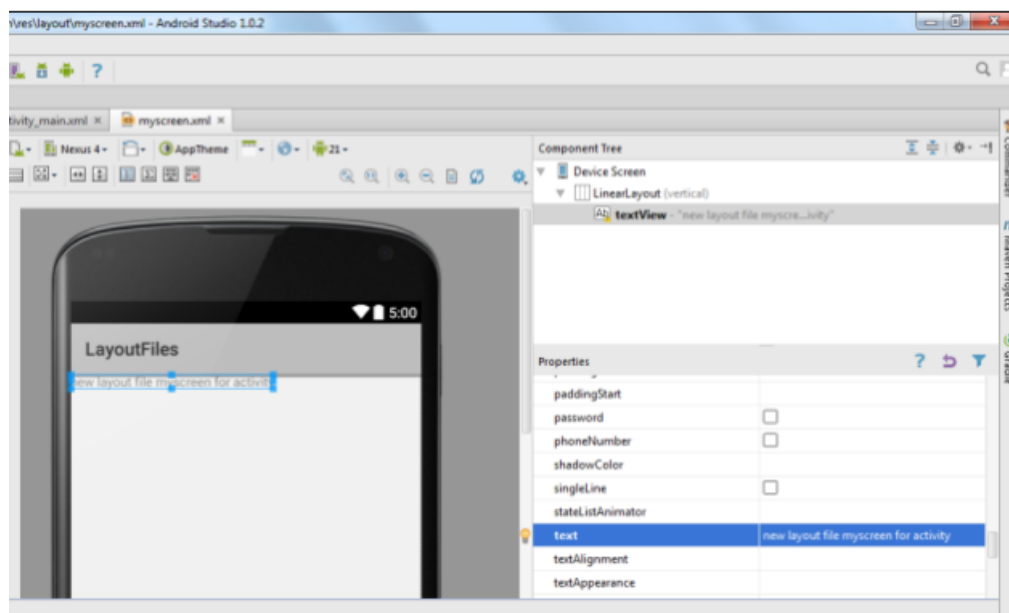 n\res\layout\myscreen.xml - Android Studio 1.0.2
?
tivity_main.xml × myscreen.xml ×
Nexus 4 AppTheme 21
Component Tree
Device Screen
LinearLayout (vertical)
Ab textView - "new layout file myscre...ivity"
5:00
LayoutFiles
new layout file myscreen for activity
Properties ?
paddingStart
password
phoneNumber
shadowColor
singleLine
stateListAnimator
text new layout file myscreen for activity
textAlignment
textAppearance
Commander
Maven Projects
Gradle